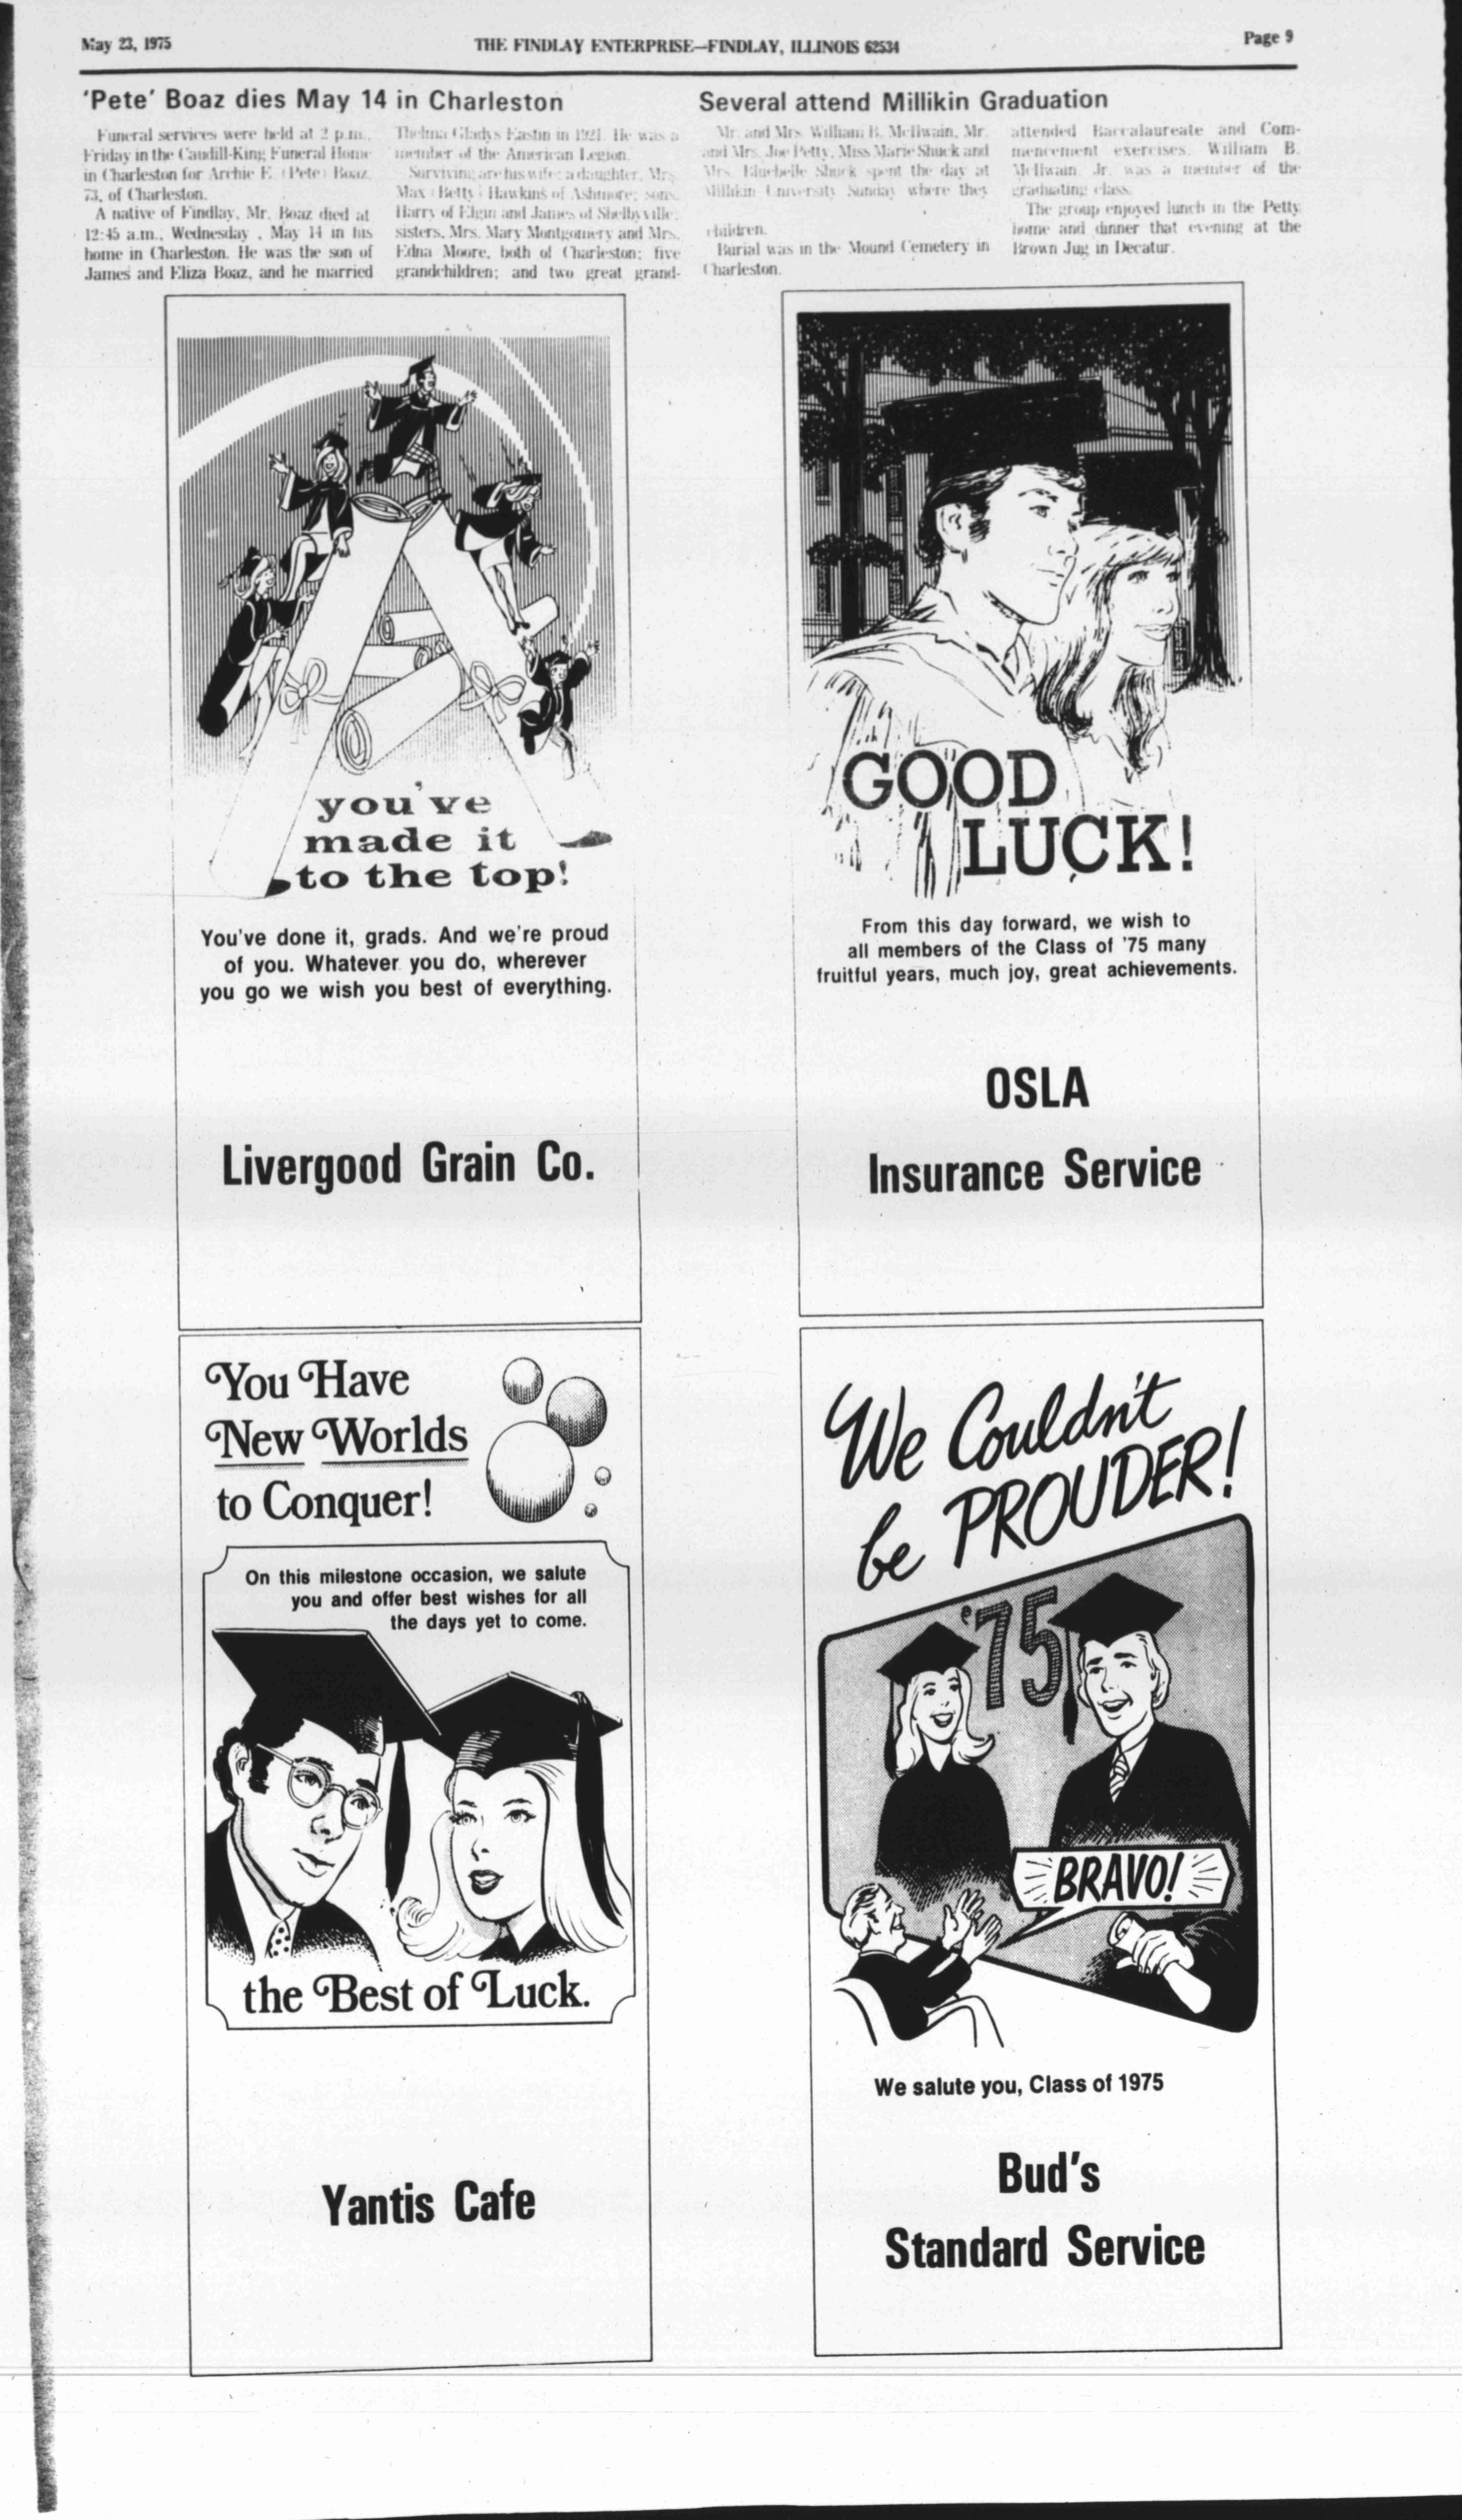 May 23, 1975
THE FINDLAY ENTERPRISE—FINDLAY, ILLINOIS 62534
Page 9
'Pete' Boaz dies May 14 in Charleston
Funeral services were held at 2 p.m.,
Friday in the Caudill-King Funeral Home
in Charleston for Archie E. (Pete) Boaz,
73, of Charleston.
A native of Findlay, Mr. Boaz died at
12:45 a.m., Wednesday , May 14 in his
home in Charleston. He was the son of
James and Eliza Boaz, and he married
Thelma Gladys Eastin in 1921. He was a
member of the American Legion.
Surviving are his wife; a daughter, Mrs.
Max (Betty) Hawkins of Ashmore; sons,
Harry of Elgin and James of Shelbyville;
sisters, Mrs. Mary Montgomery and Mrs.
Edna Moore, both of Charleston; five
grandchildren; and two great grand-
children.
Burial was in the Mound Cemetery in
Charleston.
Several attend Millikin Graduation
Mr. and Mrs. William B. McIlwain, Mr.
and Mrs. Joe Petty, Miss Marie Shuck and
Mrs. Bluebelle Shuck spent the day at
Millikin University Sunday where they
attended Baccalaureate and Com-
mencement exercises. William B.
McIlwain Jr. was a member of the
graduating class.
The group enjoyed lunch in the Petty
home and dinner that evening at the
Brown Jug in Decatur.
you've
made it
to the top!
You've done it, grads. And we're proud
of you. Whatever you do, wherever
you go we wish you best of everything.
Livergood Grain Co.
GOOD
LUCK!
From this day forward, we wish to
all members of the Class of '75 many
fruitful years, much joy, great achievements.
OSLA
Insurance Service
You Have
New Worlds
to Conquer!
On this milestone occasion, we salute
you and offer best wishes for all
the days yet to come.
the Best of Luck.
Yantis Cafe
We Couldn't
be PROUDER!
'75
BRAVO!
We salute you, Class of 1975
Bud's
Standard Service